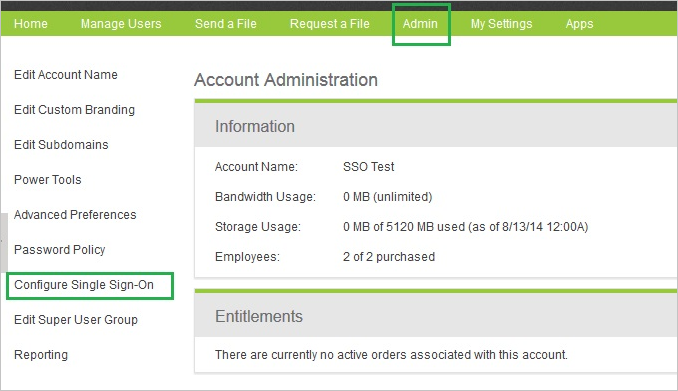 Home Manage Users Send a File Request a File Admin My Settings Apps
Edit Account Name
Edit Custom Branding
Edit Subdomains
Power Tools
Advanced Preferences
Password Policy
Configure Single Sign-On
Edit Super User Group
Reporting
Account Administration
Information
Account Name: SSO Test
Bandwidth Usage: 0 MB (unlimited)
Storage Usage: 0 MB of 5120 MB used (as of 8/13/14 12:00A)
Employees: 2 of 2 purchased
Entitlements
There are currently no active orders associated with this account.